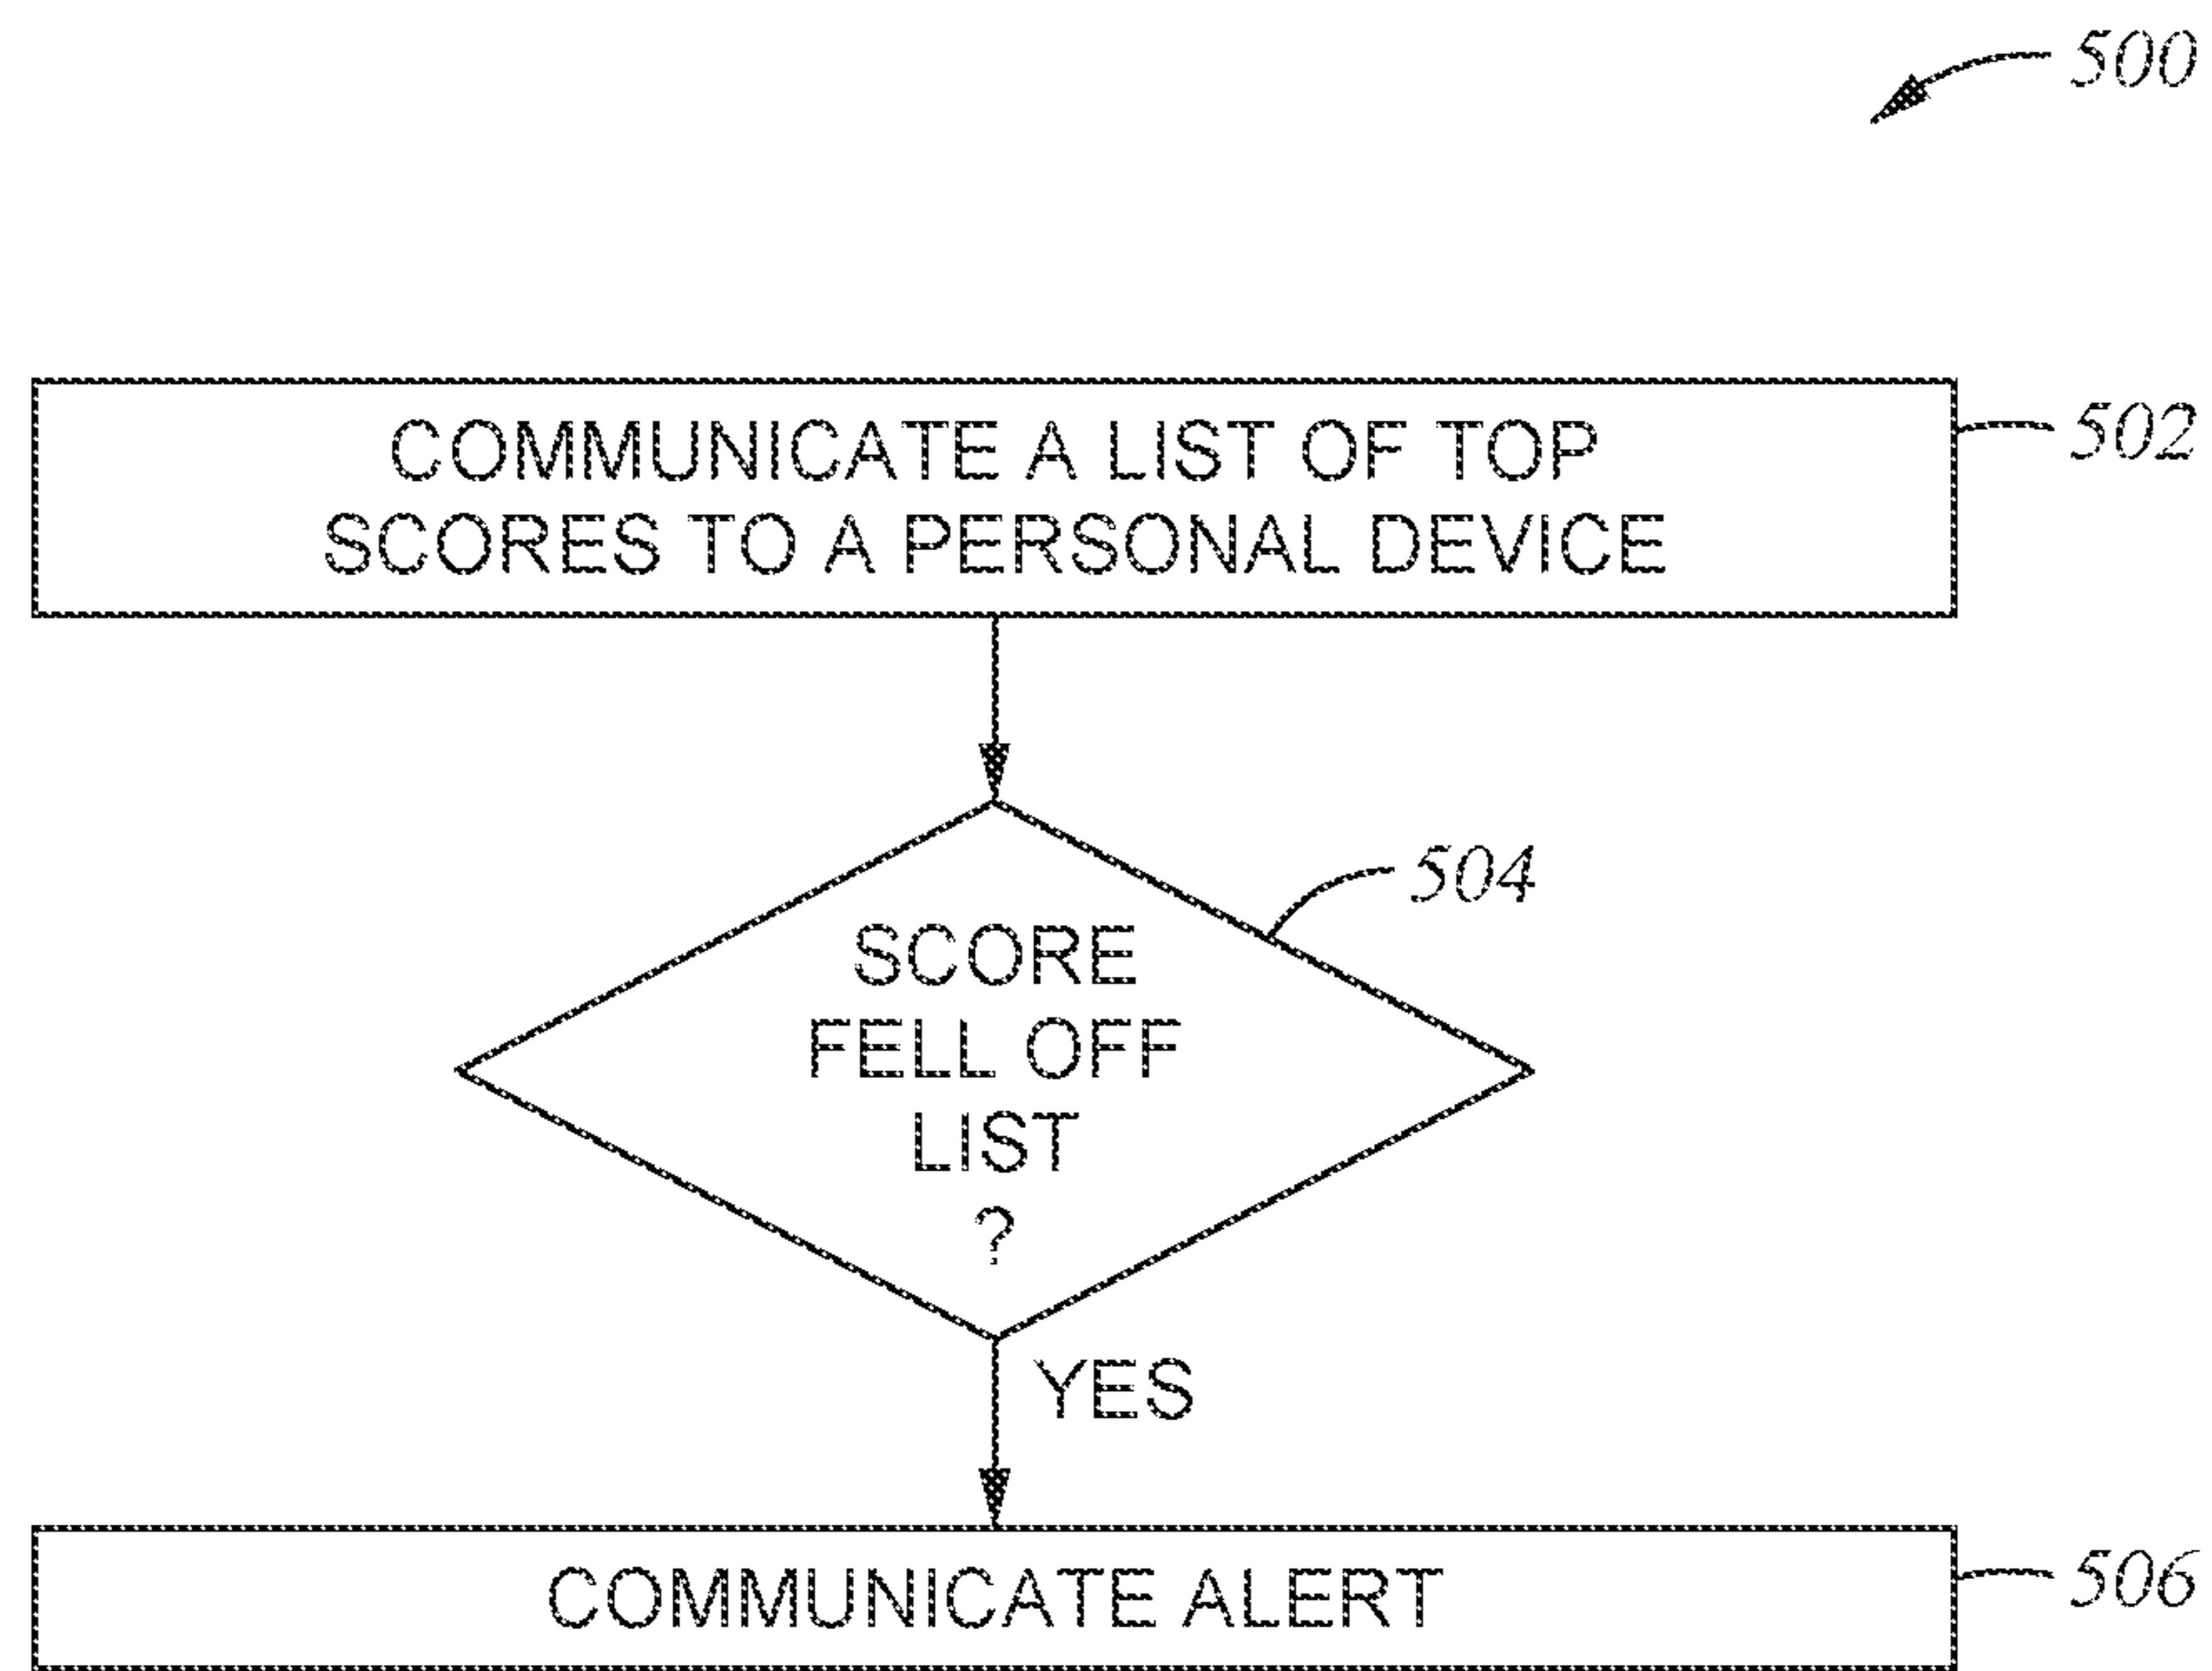 500
COMMUNICATE A LIST OF TOP
SCORES TO A PERSONAL DEVICE
502
504
SCORE
FELL OFF
LIST
?
YES
COMMUNICATE ALERT
506